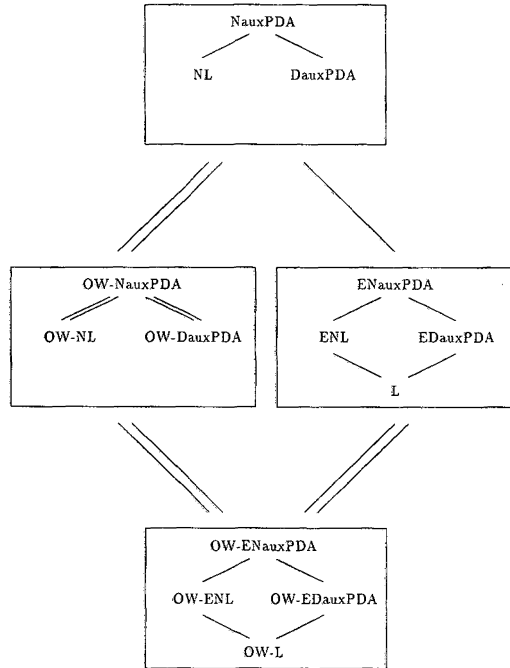 NauxPDA
NL DauxPDA
OW-NauxPDA
OW-NL OW-DauxPDA
ENauxPDA
ENL EDauxPDA
L
OW-ENauxPDA
OW-ENL OW-EDauxPDA
OW-L